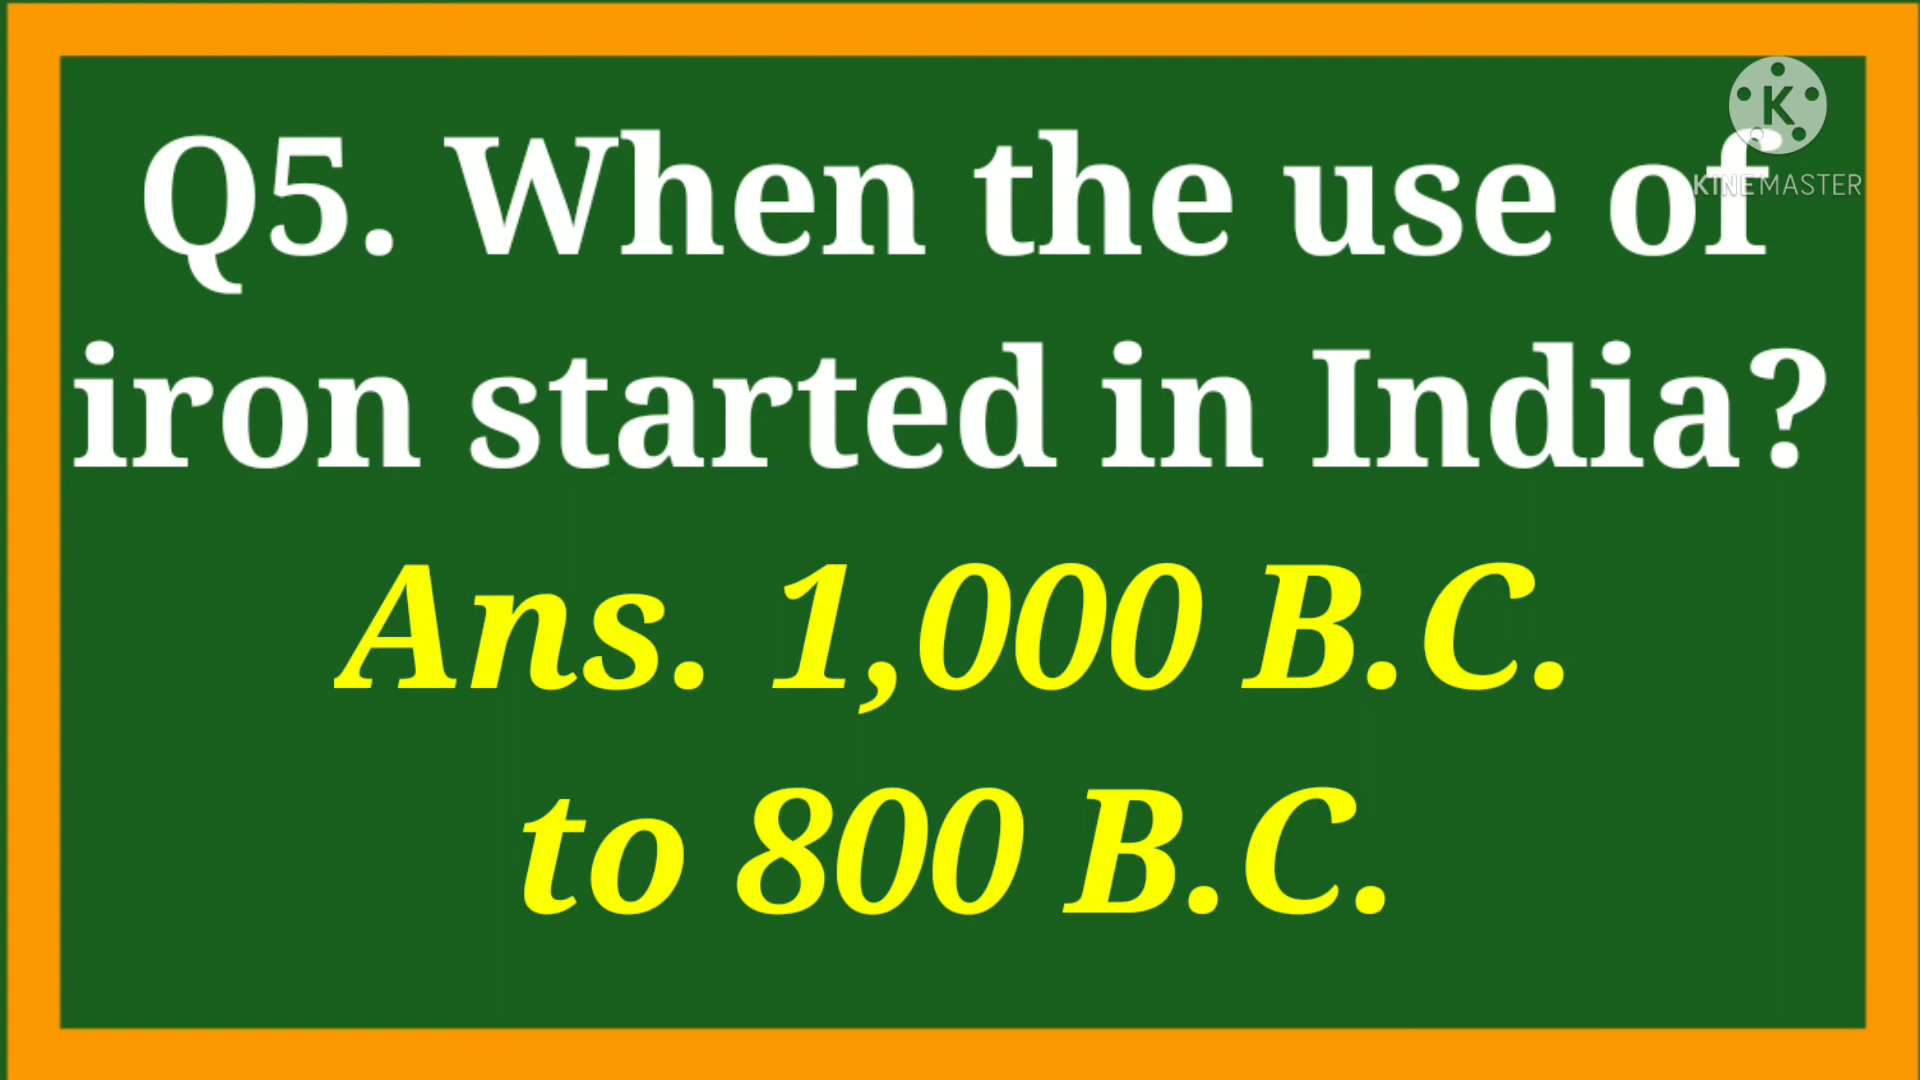 Q5. When the use of
KINEMASTER
iron started in India?
Ans. 1,000 B.C.
to 800 B.C.